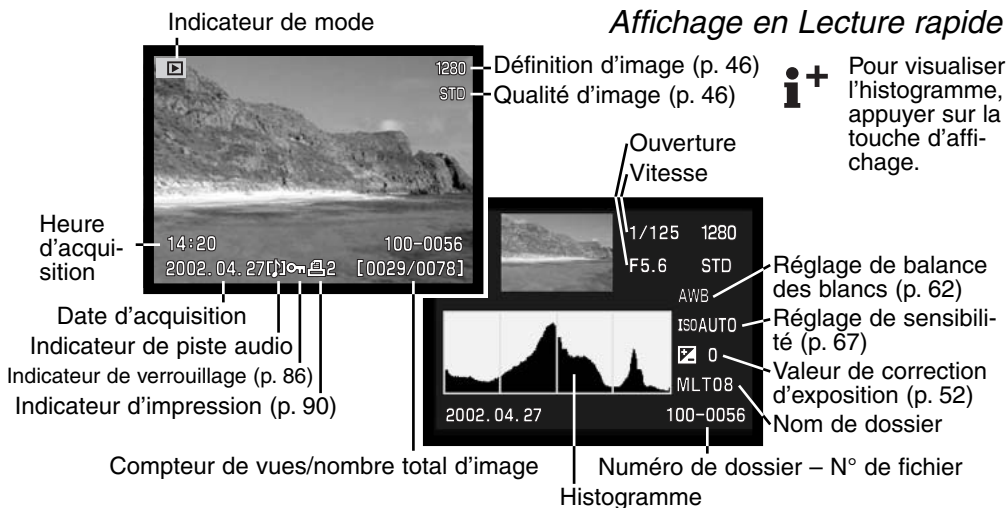 Affichage en Lecture rapide
Indicateur de mode
1280
STD
Définition d'image (p. 46)
Qualité d'image (p. 46)
i+
Pour visualiser
l'histogramme,
appuyer sur la
touche d'affi-
chage.
Heure
d'acqui-
sition
14:20
100-0056
2002.04.27
2
[0029/0078]
Date d'acquisition
Indicateur de piste audio
Indicateur de verrouillage (p. 86)
Indicateur d'impression (p. 90)
Compteur de vues/nombre total d'image
Ouverture
Vitesse
1/125 1280
F5.6 STD
AWB
ISO AUTO
0
MLT08
2002.04.27
100-0056
Réglage de balance
des blancs (p. 62)
Réglage de sensibili-
té (p. 67)
Valeur de correction
d'exposition (p. 52)
Nom de dossier
Numéro de dossier – N° de fichier
Histogramme